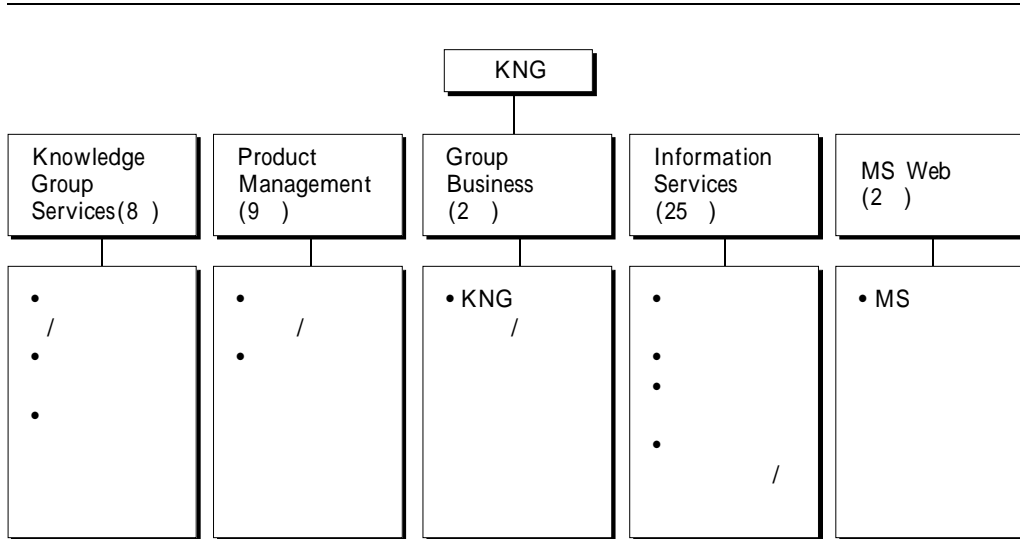 KNG
Knowledge
Group
Services(8 )
Product
Management
(9 )
Group
Business
(2 )
Information
Services
(25 )
MS Web
(2 )
•
/
•
•
•
/
•
• KNG
/
•
•
•
•
/
• MS